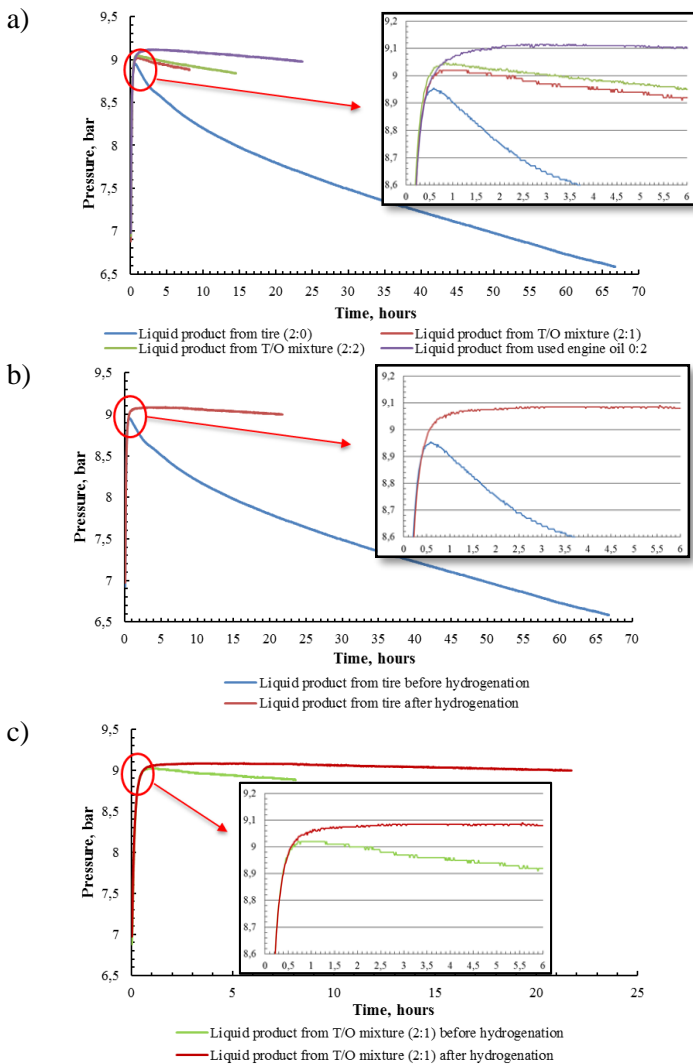 a)
9,5
9
8,5
8
7,5
7
6,5
Pressure, bar
0 5 10 15 20 25 30 35 40 45 50 55 60 65 70
Time, hours
9,2
9,1
9
8,9
8,8
8,7
8,6
0 0,5 1 1,5 2 2,5 3 3,5 4 4,5 5 5,5 6
Liquid product from tire (2:0)
Liquid product from T/O mixture (2:1)
Liquid product from T/O mixture (2:2)
Liquid product from used engine oil 0:2
b)
9,5
9
8,5
8
7,5
7
6,5
Pressure, bar
0 5 10 15 20 25 30 35 40 45 50 55 60 65 70
Time, hours
9,2
9,1
9
8,9
8,8
8,7
8,6
0 0,5 1 1,5 2 2,5 3 3,5 4 4,5 5 5,5 6
Liquid product from tire before hydrogenation
Liquid product from tire after hydrogenation
c)
9,5
9
8,5
8
7,5
7
6,5
Pressure, bar
0 5 10 15 20 25
Time, hours
9,2
9,1
9
8,9
8,8
8,7
8,6
0 0,5 1 1,5 2 2,5 3 3,5 4 4,5 5 5,5 6
Liquid product from T/O mixture (2:1) before hydrogenation
Liquid product from T/O mixture (2:1) after hydrogenation